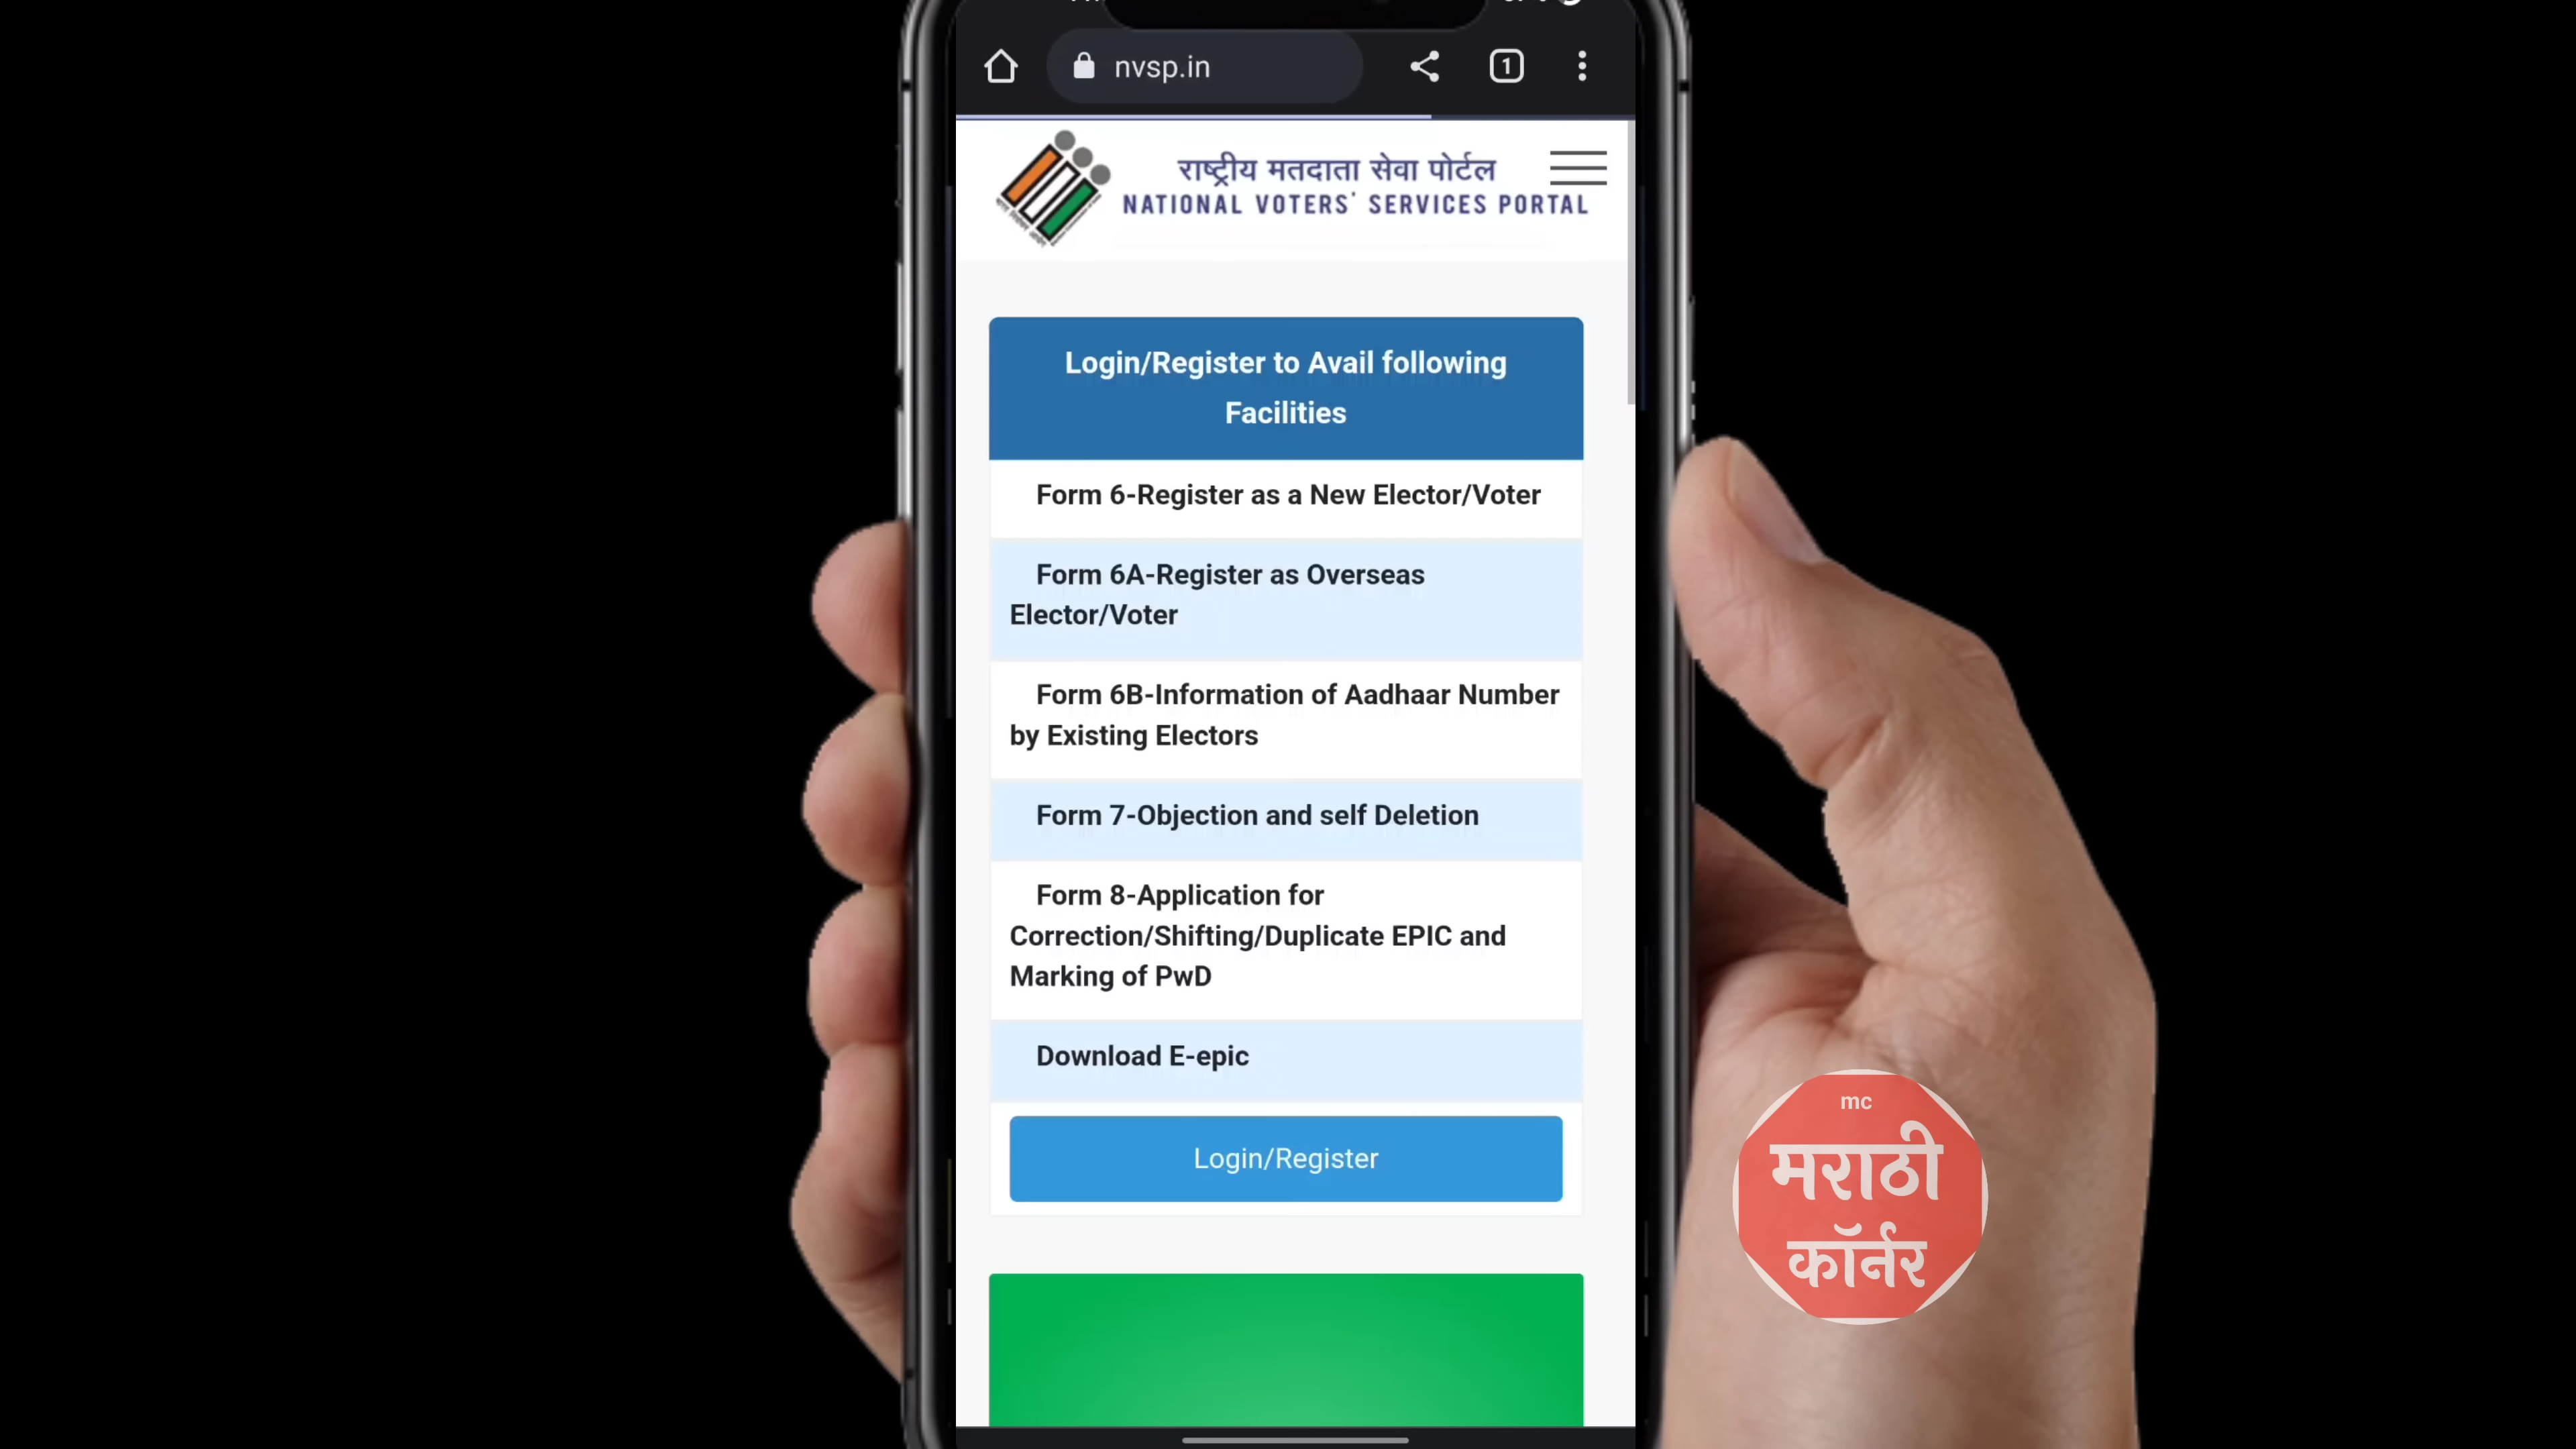 nvsp.in
1
राष्ट्रीय मतदाता सेवा पोर्टल
NATIONAL VOTERS' SERVICES PORTAL
Login/Register to Avail following
Facilities
Form 6-Register as a New Elector/Voter
Form 6A-Register as Overseas
Elector/Voter
Form 6B-Information of Aadhaar Number
by Existing Electors
Form 7-Objection and self Deletion
Form 8-Application for
Correction/Shifting/Duplicate EPIC and
Marking of PwD
Download E-epic
Login/Register
mc
मराठी
कॉर्नर